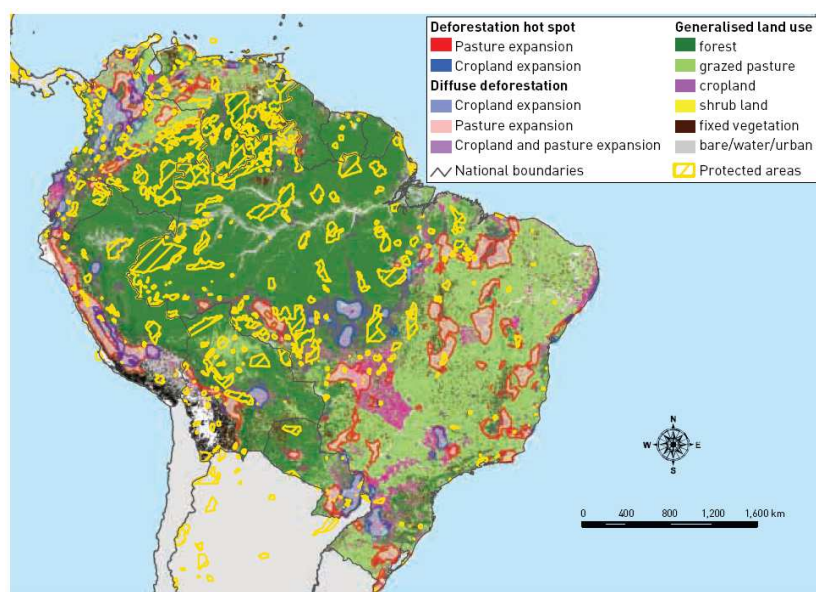 Deforestation hot spot
Pasture expansion
Cropland expansion
Diffuse deforestation
Cropland expansion
Pasture expansion
Cropland and pasture expansion
National boundaries
Generalised land use
forest
grazed pasture
cropland
shrub land
fixed vegetation
bare/water/urban
Protected areas
N
W E
S
0 400 800 1,200 1,600 km